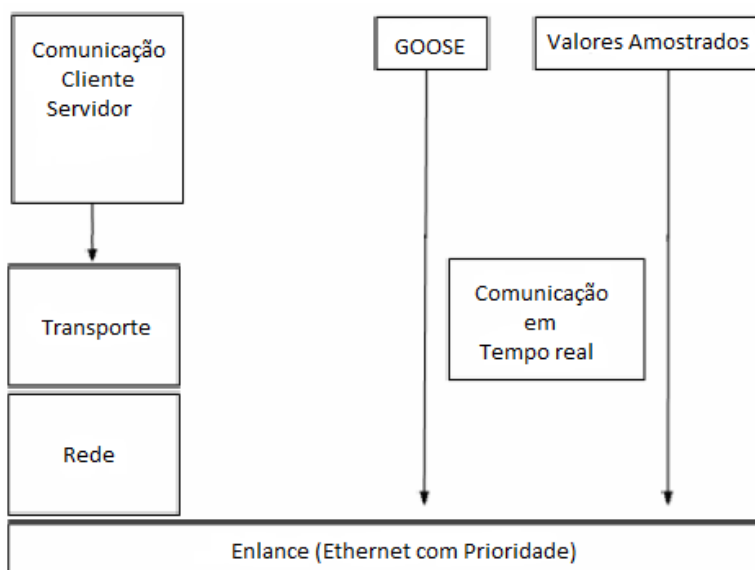 Comunicação
Cliente
Servidor
GOOSE
Valores Amostrados
Transporte
Comunicação
em
Tempo real
Rede
Enlance (Ethernet com Prioridade)